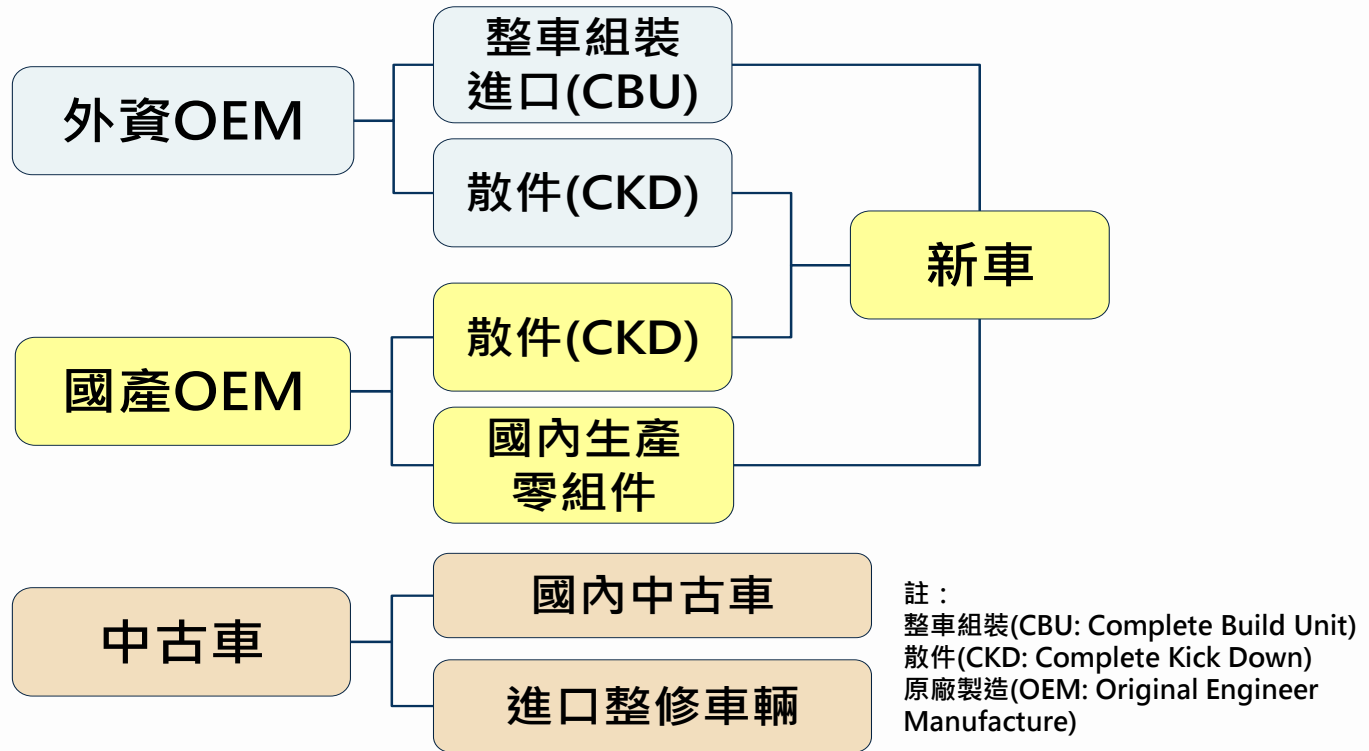 整車組裝
進口(CBU)
外資OEM
散件(CKD)
新車
散件(CKD)
國產OEM
國內生產
零組件
國內中古車
中古車
進口整修車輛
註：
整車組裝(CBU: Complete Build Unit)
散件(CKD: Complete Kick Down)
原廠製造(OEM: Original Engineer
Manufacture)